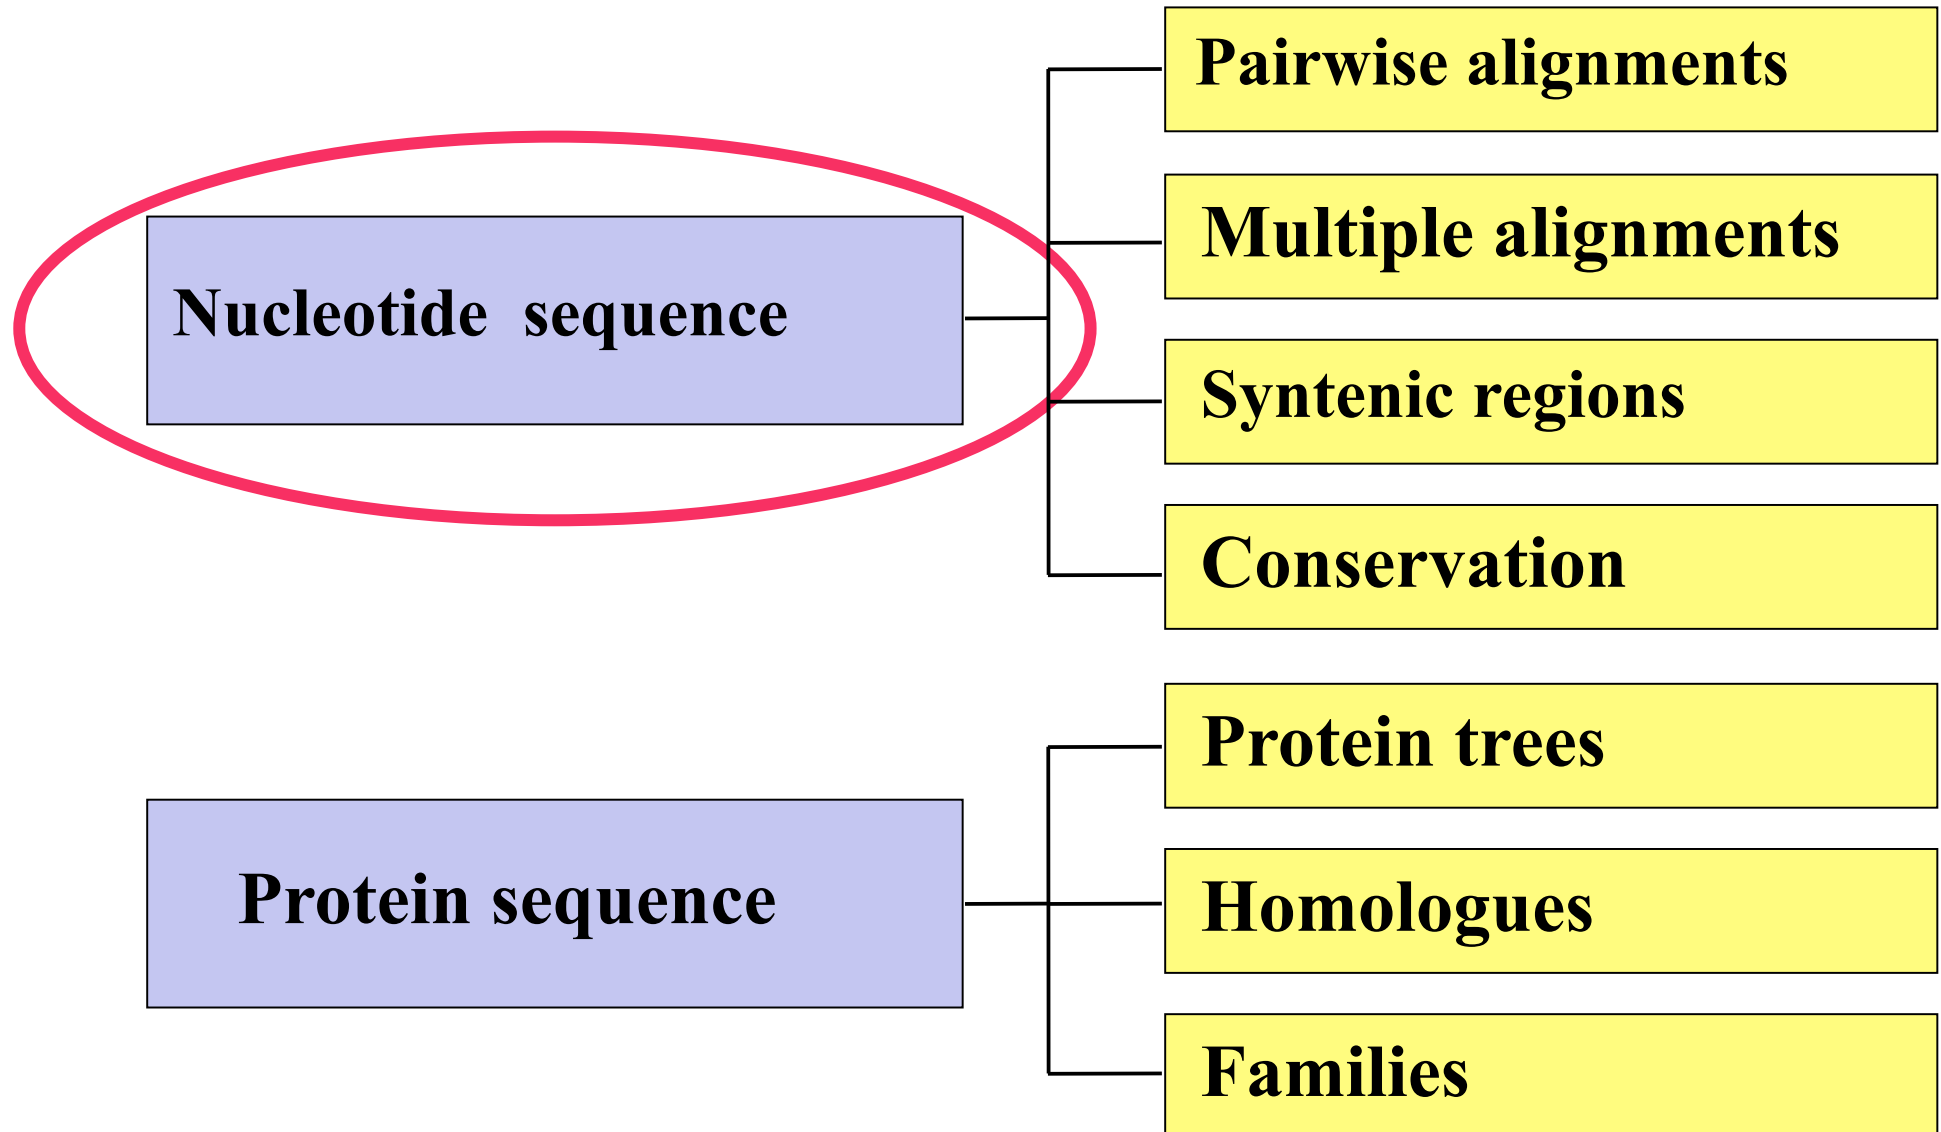 Pairwise alignments
Multiple alignments
Nucleotide sequence
Syntenic regions
Conservation
Protein trees
Protein sequence
Homologues
Families